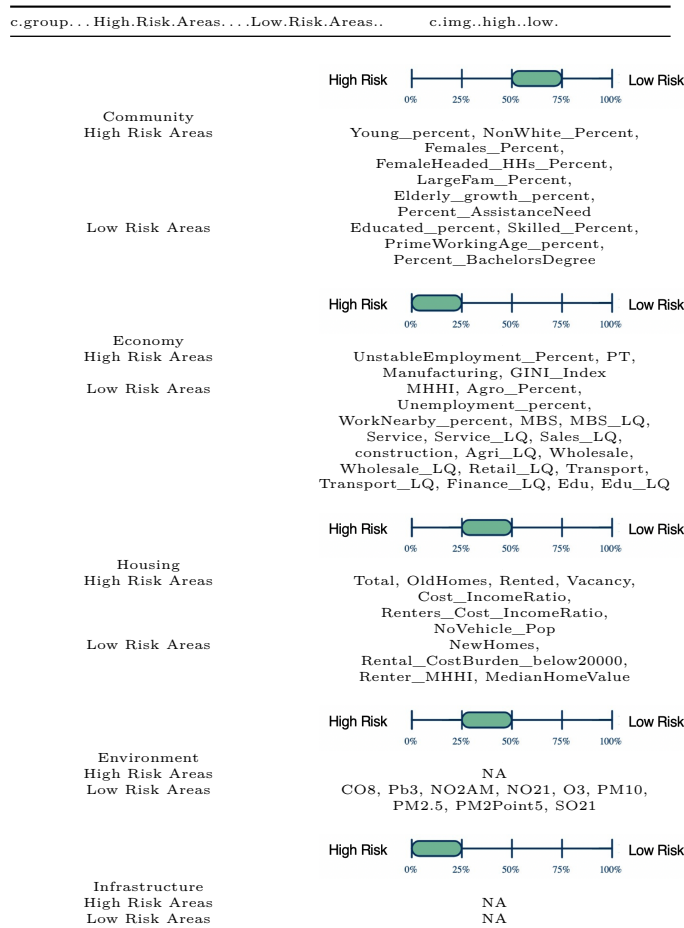 c.group...High.Risk.Areas....Low.Risk.Areas.. c.img..high..low.
High Risk Low Risk
0% 25% 50% 75% 100%
Community
High Risk Areas Young_percent, NonWhite_Percent,
Females_Percent,
FemaleHeaded_HHs_Percent,
LargeFam_Percent,
Elderly_growth_percent,
Percent_AssistanceNeed
Low Risk Areas Educated_percent, Skilled_Percent,
PrimeWorkingAge_percent,
Percent_BachelorsDegree
High Risk Low Risk
0% 25% 50% 75% 100%
Economy
High Risk Areas UnstableEmployment_Percent, PT,
Manufacturing, GINI_Index
Low Risk Areas MHHI, Agro_Percent,
Unemployment_percent,
WorkNearby_percent, MBS, MBS_LQ,
Service, Service_LQ, Sales_LQ,
construction, Agri_LQ, Wholesale,
Wholesale_LQ, Retail_LQ, Transport,
Transport_LQ, Finance_LQ, Edu, Edu_LQ
High Risk Low Risk
0% 25% 50% 75% 100%
Housing
High Risk Areas Total, OldHomes, Rented, Vacancy,
Cost_IncomeRatio,
Renters_Cost_IncomeRatio,
NoVehicle_Pop
Low Risk Areas NewHomes,
Rental_CostBurden_below20000,
Renter_MHHI, MedianHomeValue
High Risk Low Risk
0% 25% 50% 75% 100%
Environment
High Risk Areas NA
Low Risk Areas CO8, Pb3, NO2AM, NO21, O3, PM10,
PM2.5, PM2Point5, SO21
High Risk Low Risk
0% 25% 50% 75% 100%
Infrastructure
High Risk Areas NA
Low Risk Areas NA